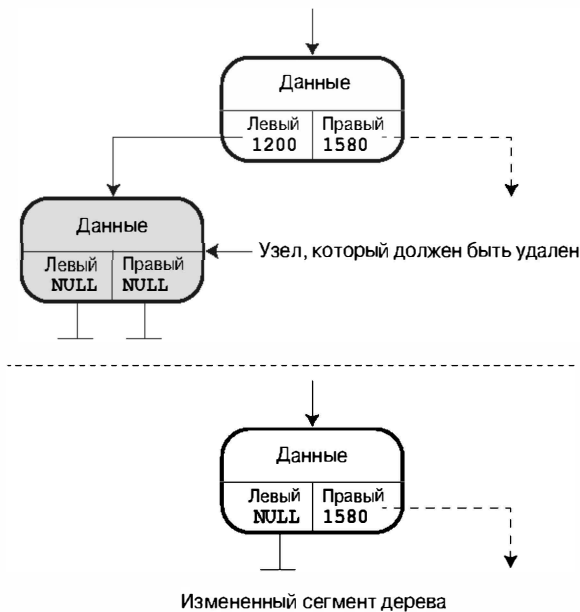 Данные
Левый Правый
1200 1580
Данные
Узел, который должен быть удален
Левый Правый
NULL NULL
Данные
Левый Правый
NULL 1580
Измененный сегмент дерева